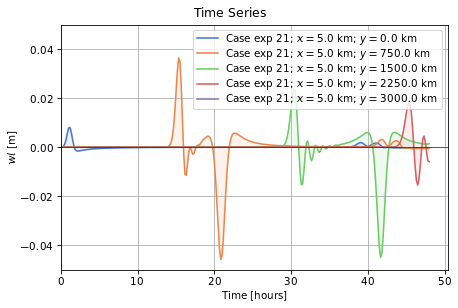 Time Series
Case exp 21; x = 5.0 km; y = 0.0 km
Case exp 21; x = 5.0 km; y = 750.0 km
Case exp 21; x = 5.0 km; y = 1500.0 km
Case exp 21; x = 5.0 km; y = 2250.0 km
Case exp 21; x = 5.0 km; y = 3000.0 km
0.04
0.02
0.00
−0.02
−0.04
wl [m]
0 10 20 30 40 50
Time [hours]